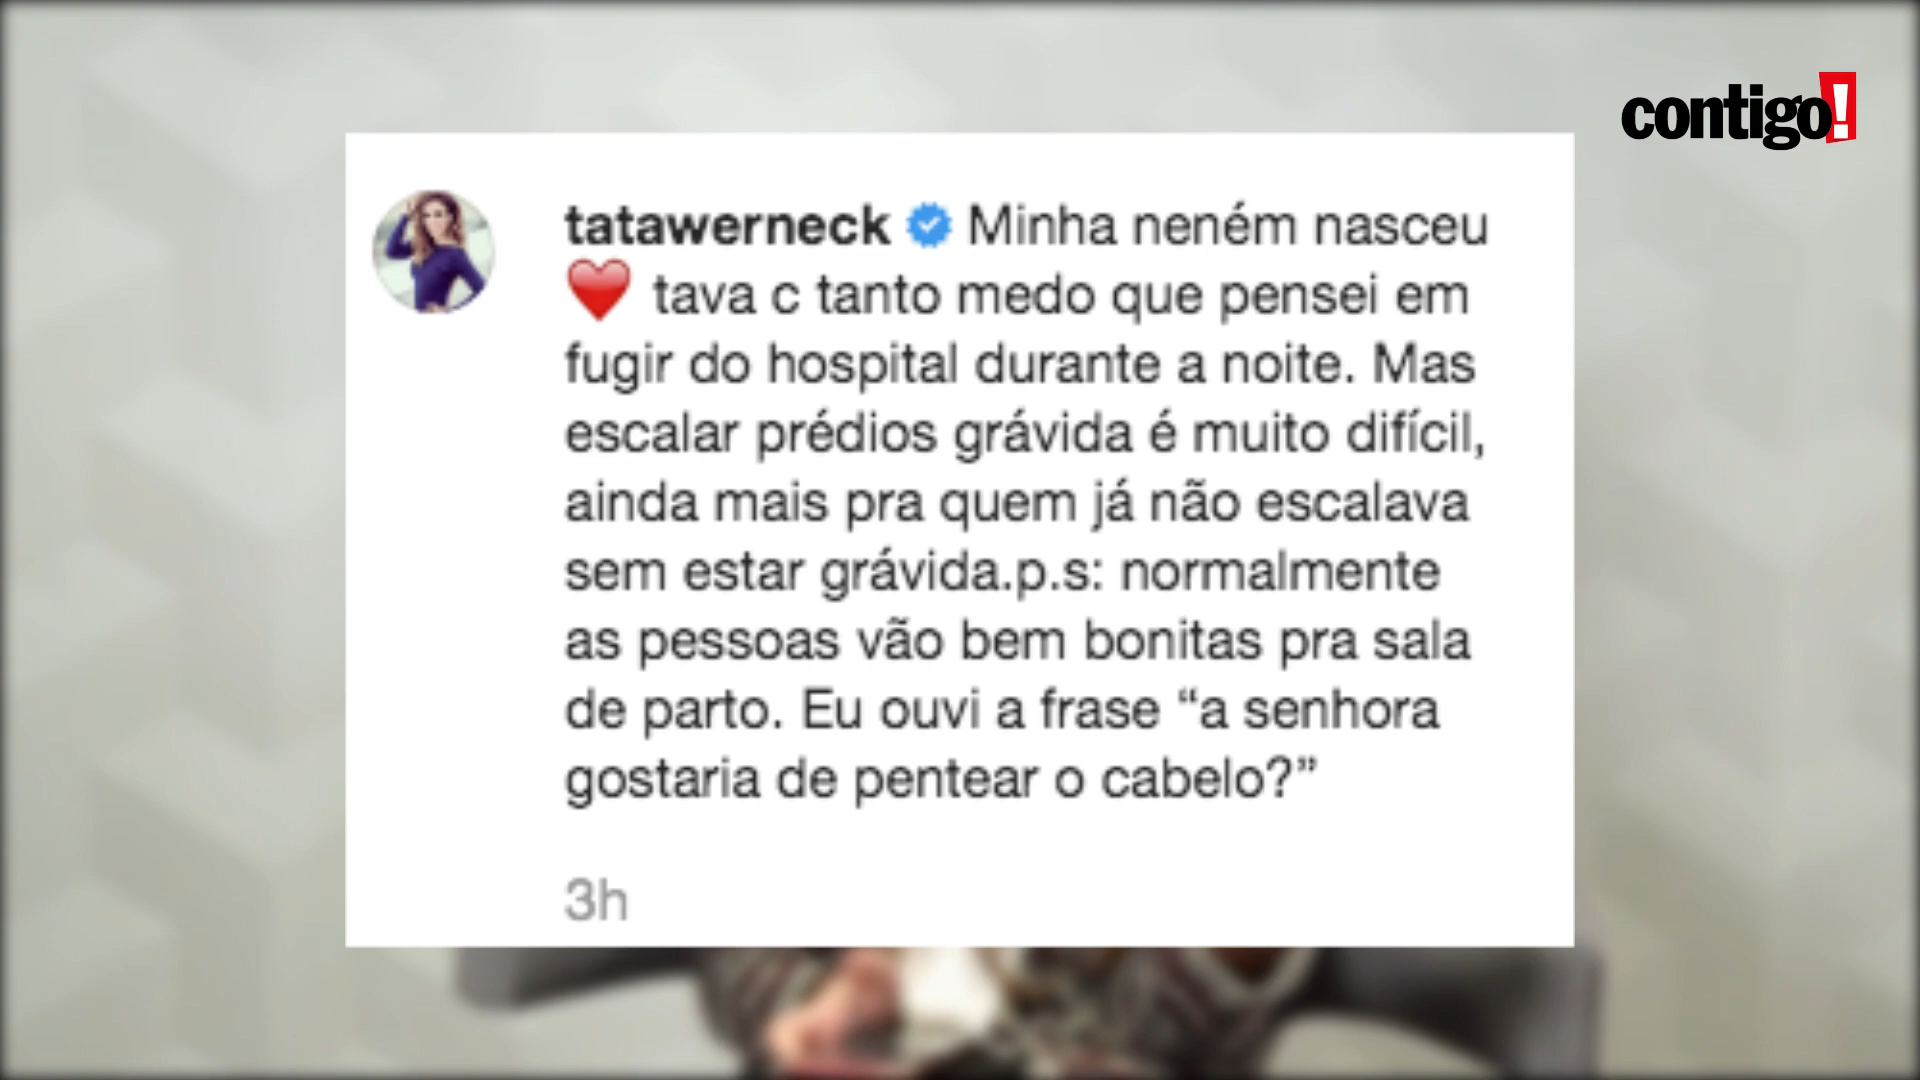 contigo!
tatawerneck Minha neném nasceu
❤️ tava c tanto medo que pensei em
fugir do hospital durante a noite. Mas
escalar prédios grávida é muito difícil,
ainda mais pra quem já não escalava
sem estar grávida.p.s: normalmente
as pessoas vão bem bonitas pra sala
de parto. Eu ouvi a frase “a senhora
gostaria de pentear o cabelo?”
3h